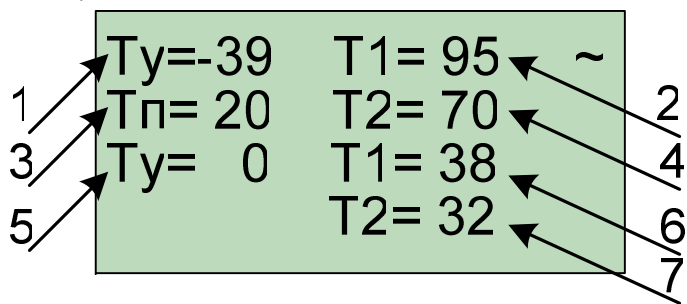 Ту=-39 Т1= 95 ~
1 2
Тп= 20 Т2= 70
3 4
Ту= 0 Т1= 38
5 6
Т2= 32
7